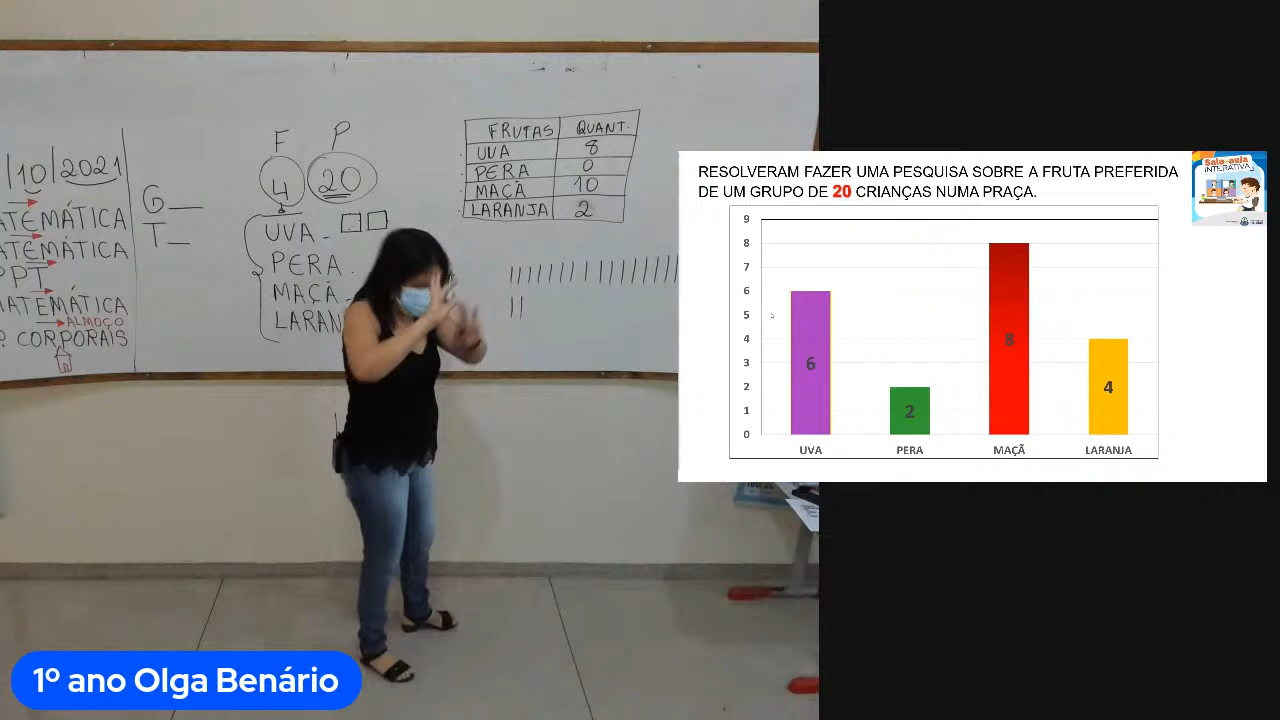 /10/2021
ATEMÁTICA
ATEMÁTICA
PPT
MATEMÁTICA
ALMOÇO
CORPORAIS
G
T
F P
4 20
UVA -
PERA.
MAÇÃ -
LARAN
FRUTAS QUANT.
UVA 8
PERA 0
MAÇÃ 10
LARANJA 2
RESOLVERAM FAZER UMA PESQUISA SOBRE A FRUTA PREFERIDA
DE UM GRUPO DE 20 CRIANÇAS NUMA PRAÇA.
Sala de aula
INTERATIVA
9
8
7
6
5
4
3
2
1
0
6
2
8
4
UVA PERA MAÇÃ LARANJA
1º ano Olga Benário